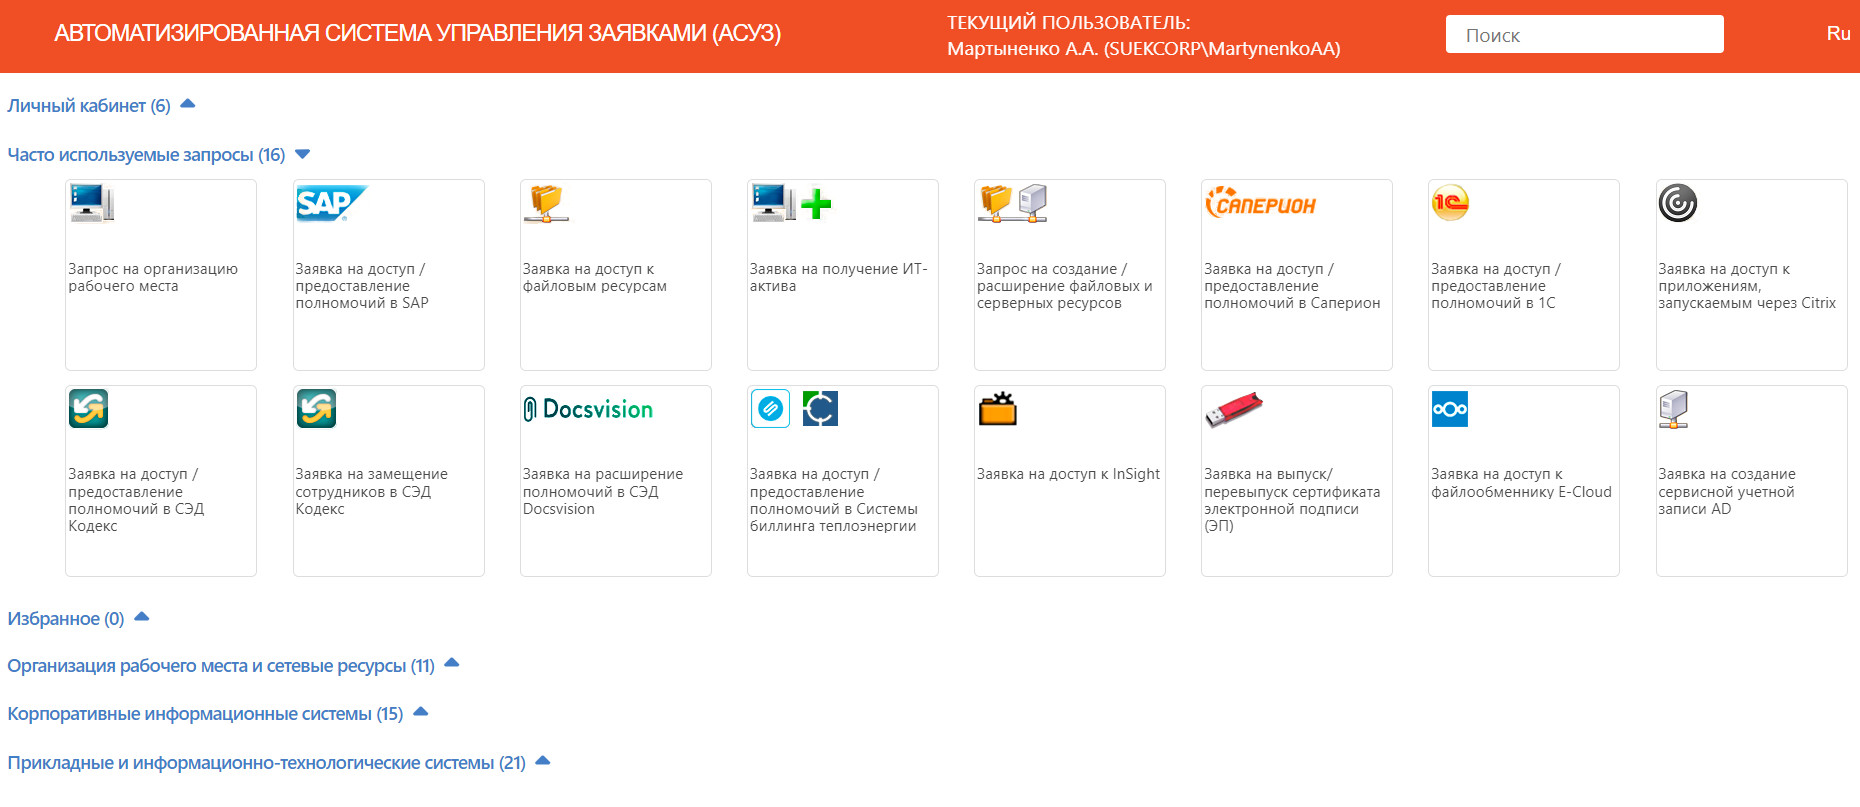 АВТОМАТИЗИРОВАННАЯ СИСТЕМА УПРАВЛЕНИЯ ЗАЯВКАМИ (АСУЗ)
ТЕКУЩИЙ ПОЛЬЗОВАТЕЛЬ:
Мартыненко А.А. (SUEKCORP\MartynenkoAA)
Поиск
Ru
Личный кабинет (6)
Часто используемые запросы (16)
Запрос на организацию
рабочего места
SAP
Заявка на доступ /
предоставление
полномочий в SAP
Заявка на доступ к
файловым ресурсам
Заявка на получение ИТ-
актива
Запрос на создание /
расширение файловых и
серверных ресурсов
САПЕРИОН
Заявка на доступ /
предоставление
полномочий в Саперион
1С
Заявка на доступ /
предоставление
полномочий в 1С
Заявка на доступ к
приложениям,
запускаемым через Citrix
Заявка на доступ /
предоставление
полномочий в СЭД
Кодекс
Заявка на замещение
сотрудников в СЭД
Кодекс
Docsvision
Заявка на расширение
полномочий в СЭД
Docsvision
Заявка на доступ /
предоставление
полномочий в Системы
биллинга теплоэнергии
Заявка на доступ к InSight
Заявка на выпуск/
перевыпуск сертификата
электронной подписи
(ЭП)
Заявка на доступ к
файлообменнику E-Cloud
Заявка на создание
сервисной учетной
записи AD
Избранное (0)
Организация рабочего места и сетевые ресурсы (11)
Корпоративные информационные системы (15)
Прикладные и информационно-технологические системы (21)